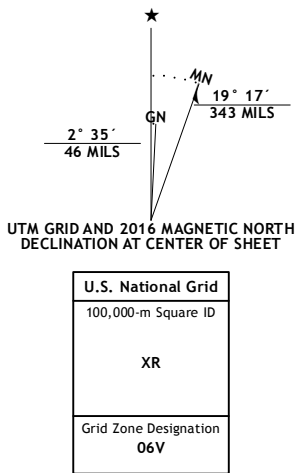 ★
MN
GN
19° 17´
343 MILS
2° 35´
46 MILS
UTM GRID AND 2016 MAGNETIC NORTH
DECLINATION AT CENTER OF SHEET
U.S. National Grid
100,000-m Square ID
XR
Grid Zone Designation
06V